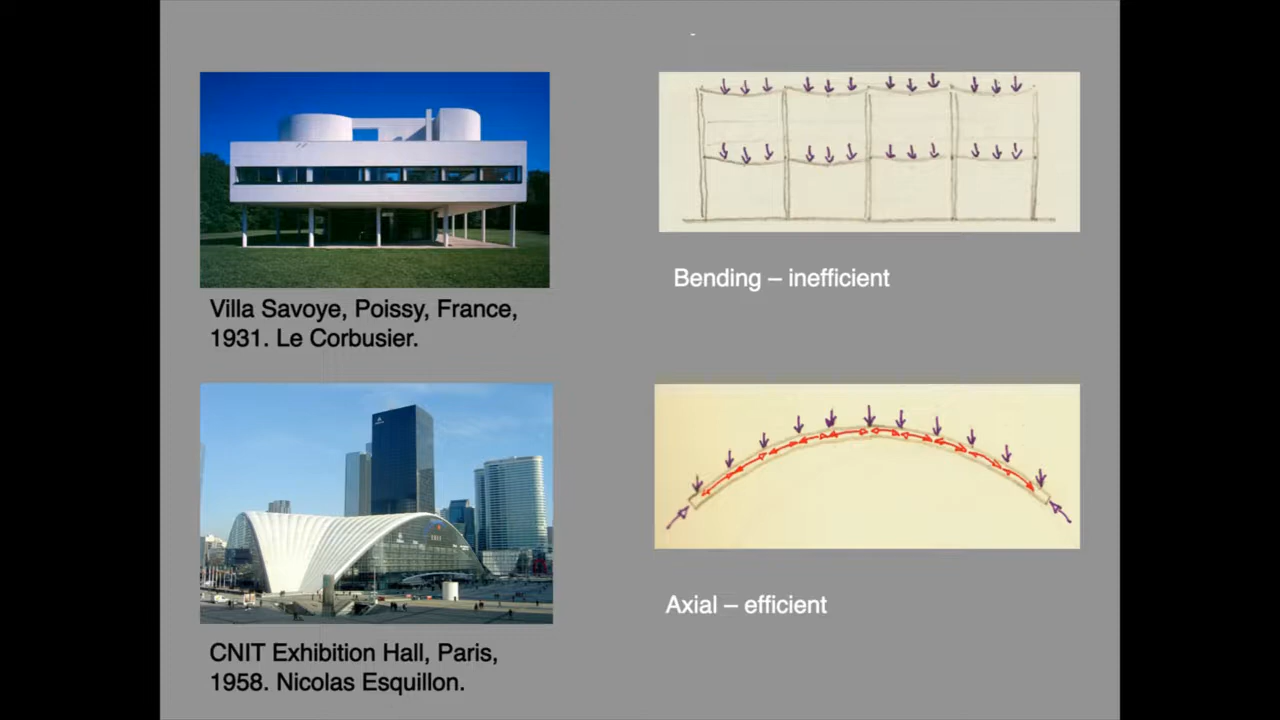 Villa Savoye, Poissy, France,
1931. Le Corbusier.
Bending – inefficient
CNIT Exhibition Hall, Paris,
1958. Nicolas Esquillon.
Axial – efficient